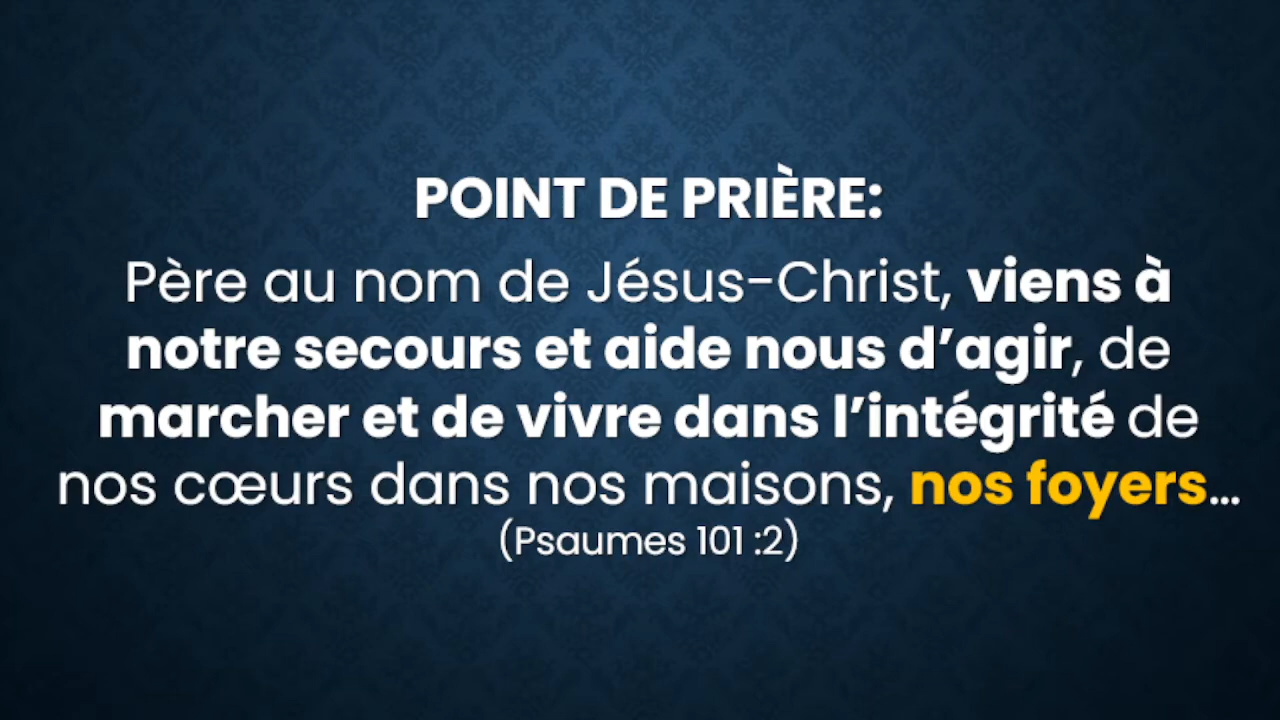 POINT DE PRIÈRE:
Père au nom de Jésus-Christ, viens à
notre secours et aide nous d’agir, de
marcher et de vivre dans l’intégrité de
nos cœurs dans nos maisons, nos foyers...
(Psaumes 101 :2)